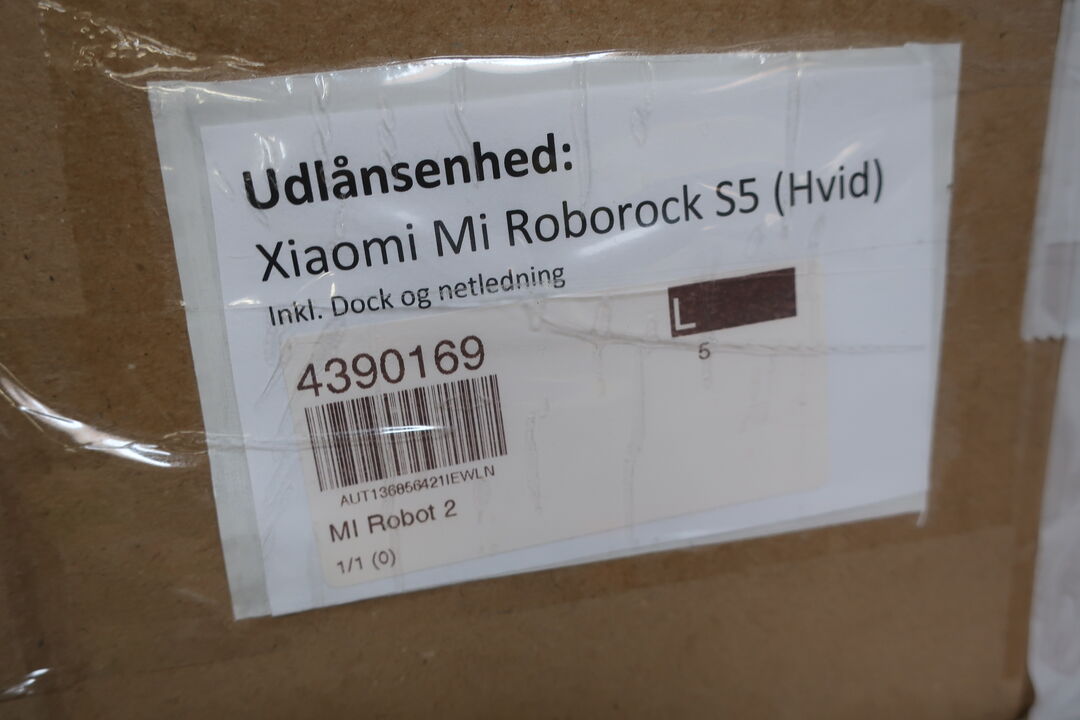 Udlånsenhed:
Xiaomi Mi Roborock S5 (Hvid)
Inkl. Dock og netledning
L
5
4390169
AUT136856421IEWLN
MI Robot 2
1/1 (0)